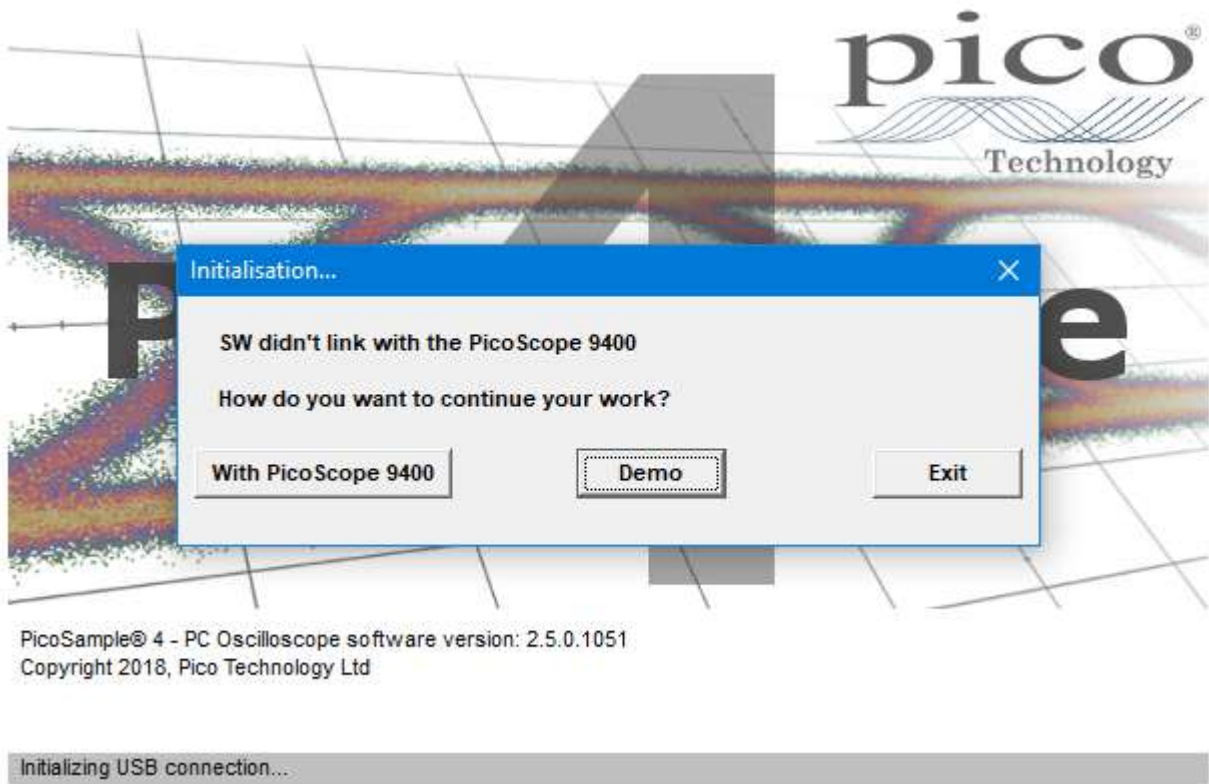 pico®
Technology
4
Initialisation...
P e
SW didn't link with the PicoScope 9400
How do you want to continue your work?
With PicoScope 9400
Demo
Exit
PicoSample® 4 - PC Oscilloscope software version: 2.5.0.1051
Copyright 2018, Pico Technology Ltd
Initializing USB connection...